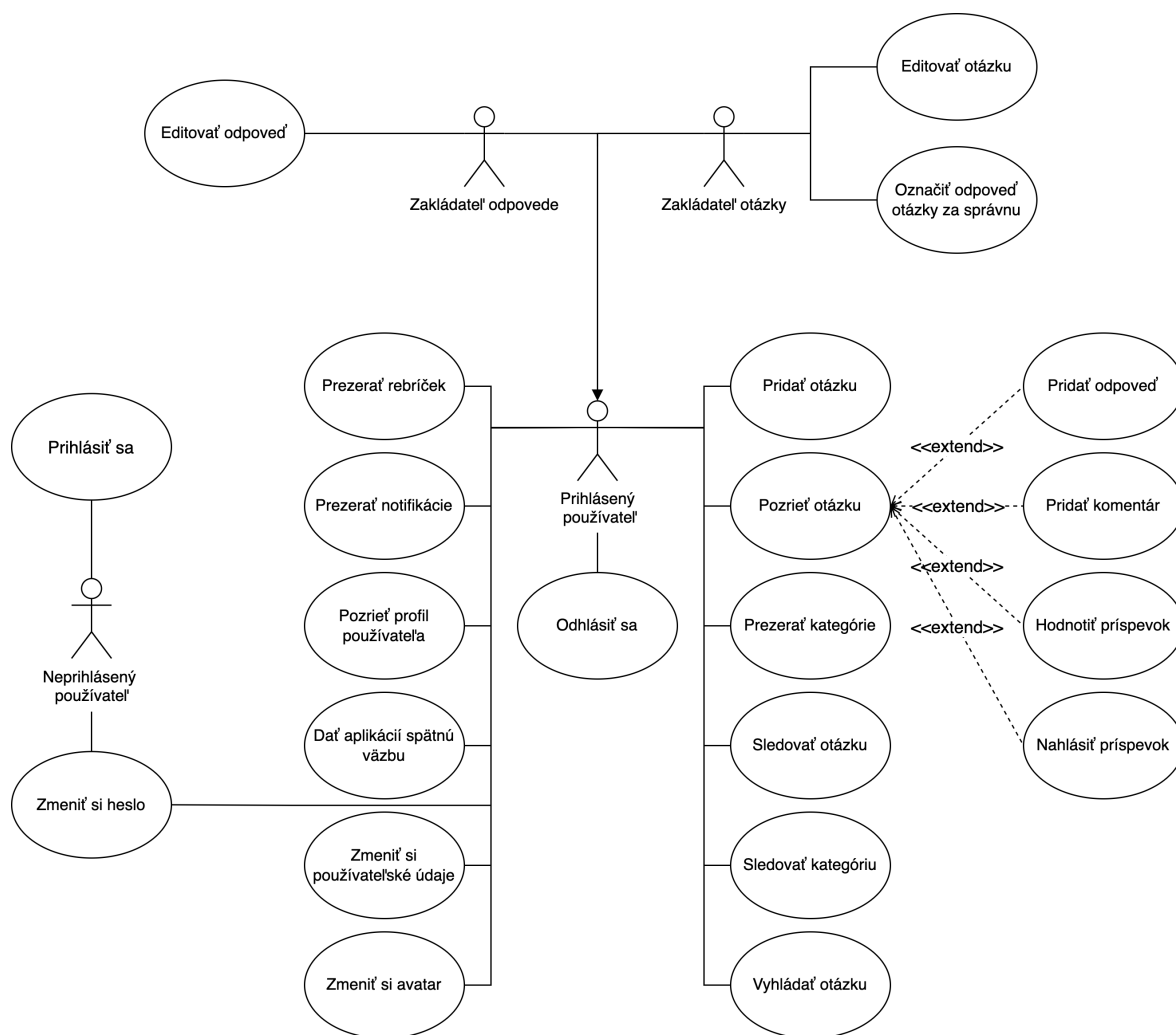 Editovať otázku
Editovať odpoveď
Označiť odpoveď
otázky za správnu
Zakládateľ odpovede
Zakládateľ otázky
Prezerať rebríček
Pridať otázku
Pridať odpoveď
Prihlásiť sa
<<extend>>
Prihlásený
používateľ
Prezerať notifikácie
Pozrieť otázku
<<extend>>
Pridať komentár
<<extend>>
Pozrieť profil
používateľa
Odhlásiť sa
Prezerať kategórie
<<extend>>
Hodnotiť príspevok
Neprihlásený
používateľ
Dať aplikácií spätnú
väzbu
Sledovať otázku
Nahlásiť príspevok
Zmeniť si heslo
Zmeniť si
používateľské údaje
Sledovať kategóriu
Zmeniť si avatar
Vyhládať otázku